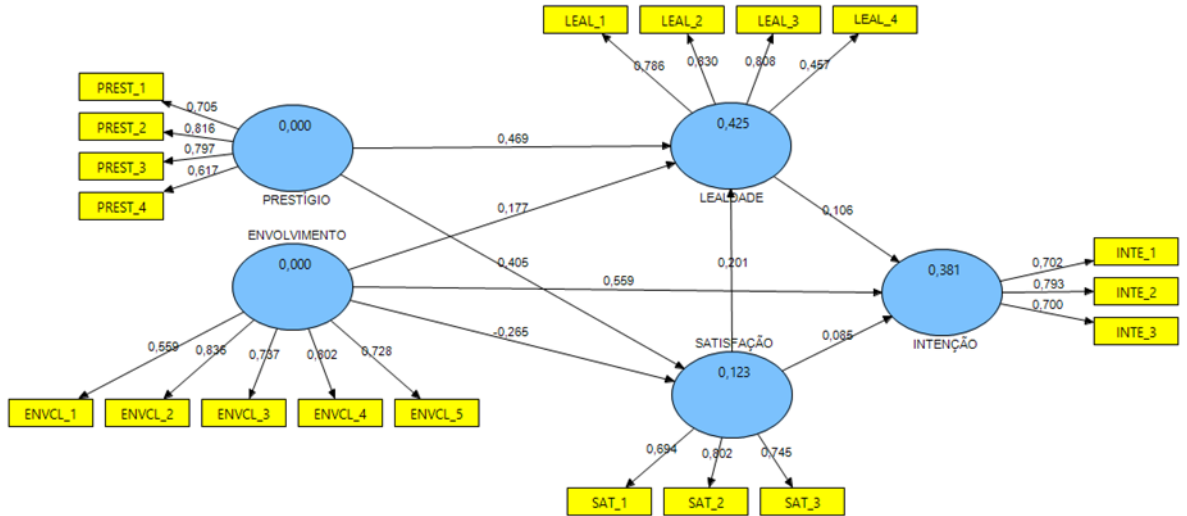 LEAL_1
LEAL_2
LEAL_3
LEAL_4
0,786
0,830
0,808
0,457
PREST_1
PREST_2
PREST_3
PREST_4
0,705
0,816
0,797
0,617
0,000
PRESTÍGIO
0,469
0,425
LEALDADE
0,177
0,106
ENVOLVIMENTO
0,000
0,405
0,201
0,559
0,381
INTENÇÃO
0,702
0,793
0,700
INTE_1
INTE_2
INTE_3
-0,265
0,085
SATISFAÇÃO
0,123
0,559
0,836
0,737
0,802
0,728
ENVCL_1
ENVCL_2
ENVCL_3
ENVCL_4
ENVCL_5
0,694
0,802
0,745
SAT_1
SAT_2
SAT_3